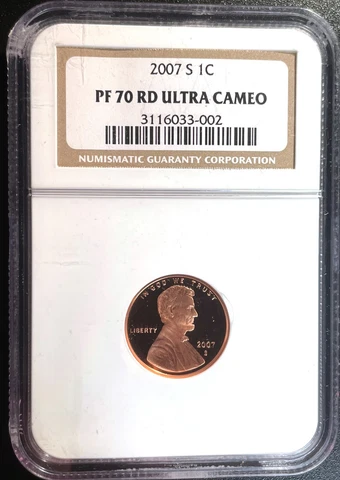 2007 S 1C
PF 70 RD ULTRA CAMEO
3116033-002
NUMISMATIC GUARANTY CORPORATION
IN GOD WE TRUST
LIBERTY
2007
S